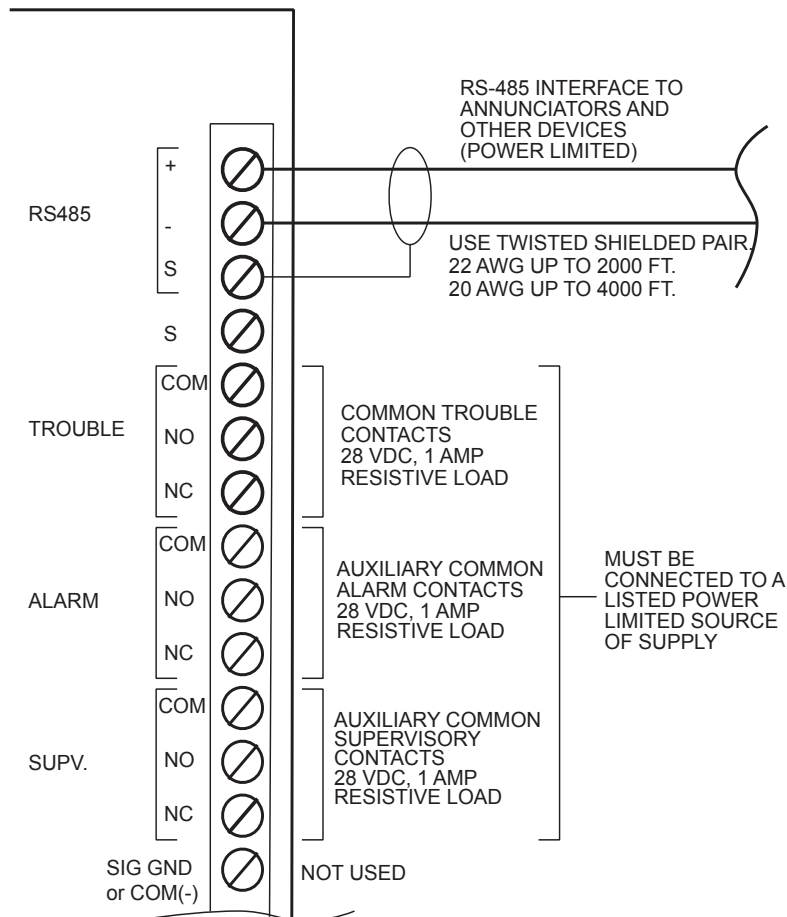 RS-485 INTERFACE TO
ANNUNCIATORS AND
OTHER DEVICES
(POWER LIMITED)
RS485
+
-
S
USE TWISTED SHIELDED PAIR.
22 AWG UP TO 2000 FT.
20 AWG UP TO 4000 FT.
S
TROUBLE
COM
NO
NC
COMMON TROUBLE
CONTACTS
28 VDC, 1 AMP
RESISTIVE LOAD
ALARM
COM
NO
NC
AUXILIARY COMMON
ALARM CONTACTS
28 VDC, 1 AMP
RESISTIVE LOAD
MUST BE
CONNECTED TO A
LISTED POWER
LIMITED SOURCE
OF SUPPLY
SUPV.
COM
NO
NC
AUXILIARY COMMON
SUPERVISORY
CONTACTS
28 VDC, 1 AMP
RESISTIVE LOAD
SIG GND
or COM(-)
NOT USED